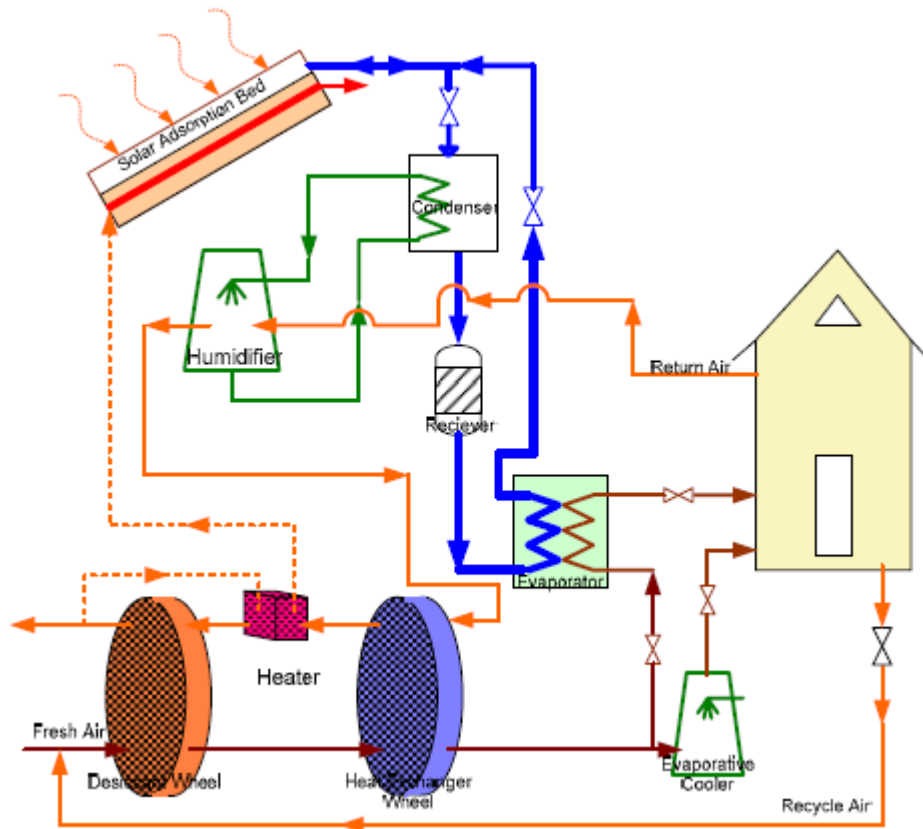 Solar Adsorption Bed
Condenser
Humidifier
Return Air
Reciever
Evaporator
Heater
Fresh Air
Desiccant Wheel
Heat Exchanger
Wheel
Evaporative
Cooler
Recycle Air